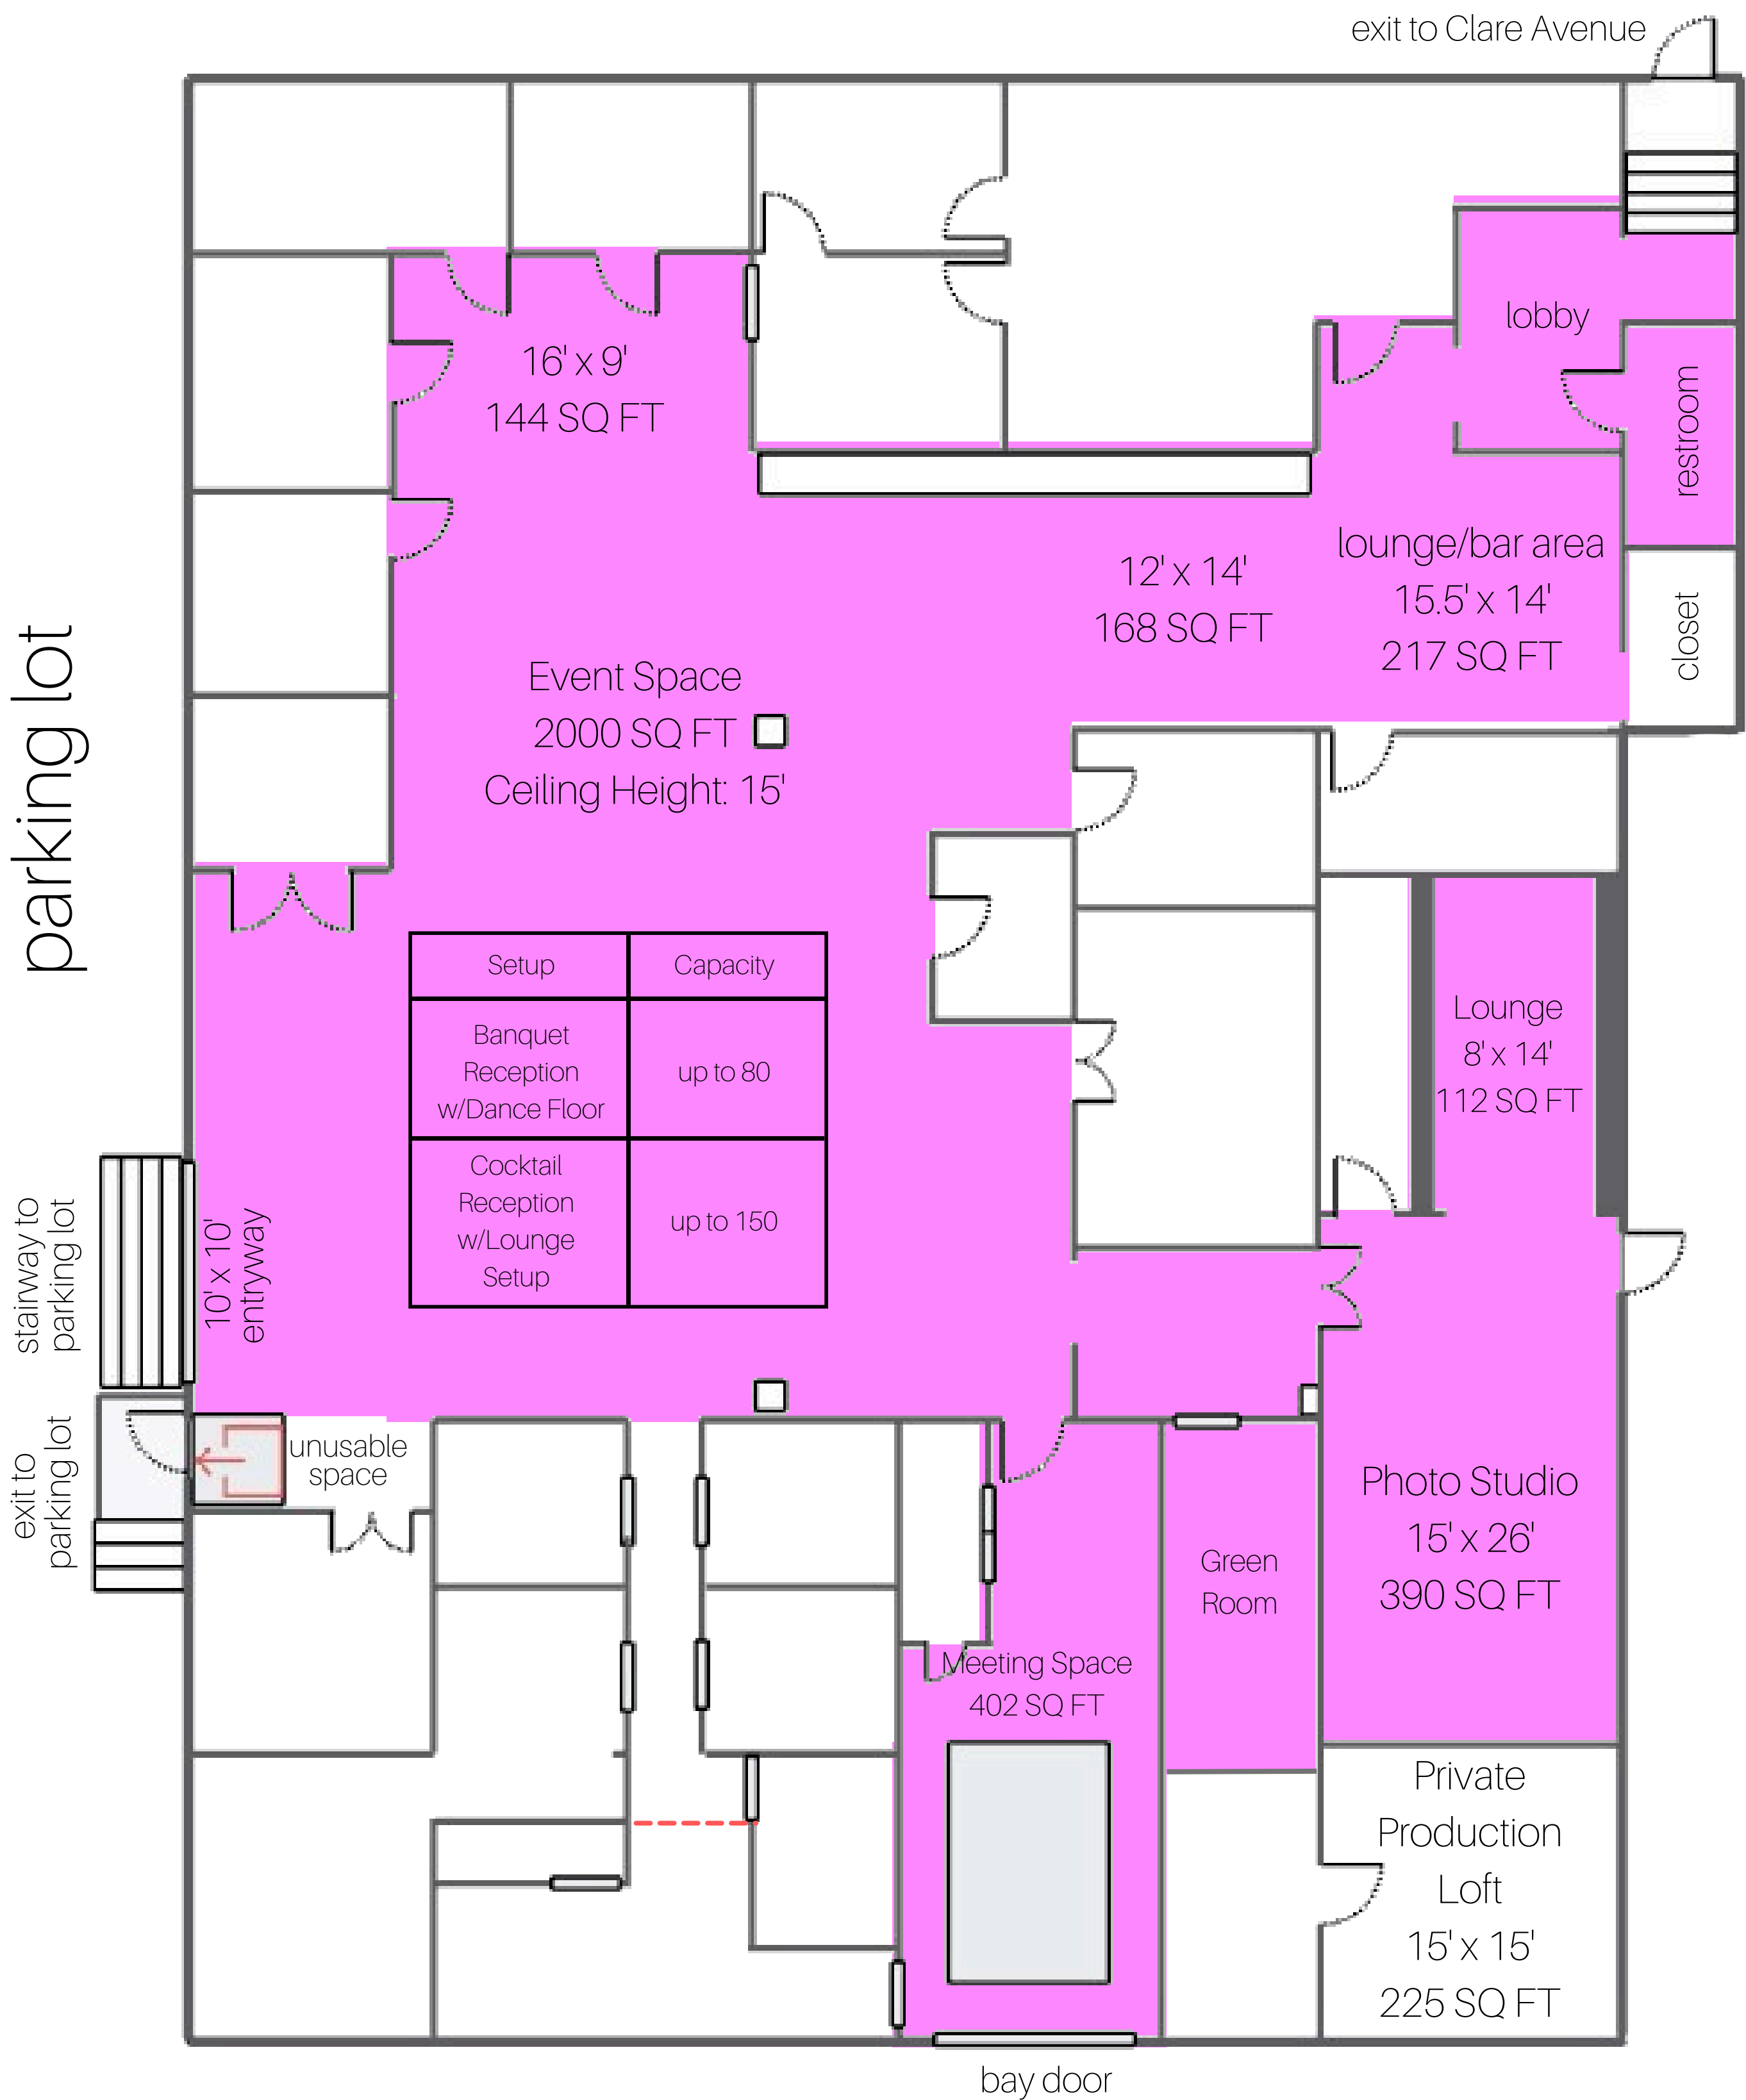 exit to Clare Avenue
16' x 9'
144 SQ FT
lobby
restroom
lounge/bar area
15.5' x 14'
217 SQ FT
12' x 14'
168 SQ FT
closet
parking lot
Event Space
2000 SQ FT
Ceiling Height: 15'
Setup
Capacity
Banquet
Reception
w/Dance Floor
up to 80
Cocktail
Reception
w/Lounge
Setup
up to 150
Lounge
8' x 14'
112 SQ FT
stairway to
parking lot
10' x 10'
entryway
exit to
parking lot
unusable
space
Photo Studio
15' x 26'
390 SQ FT
Green
Room
Meeting Space
402 SQ FT
Private
Production
Loft
15' x 15'
225 SQ FT
bay door